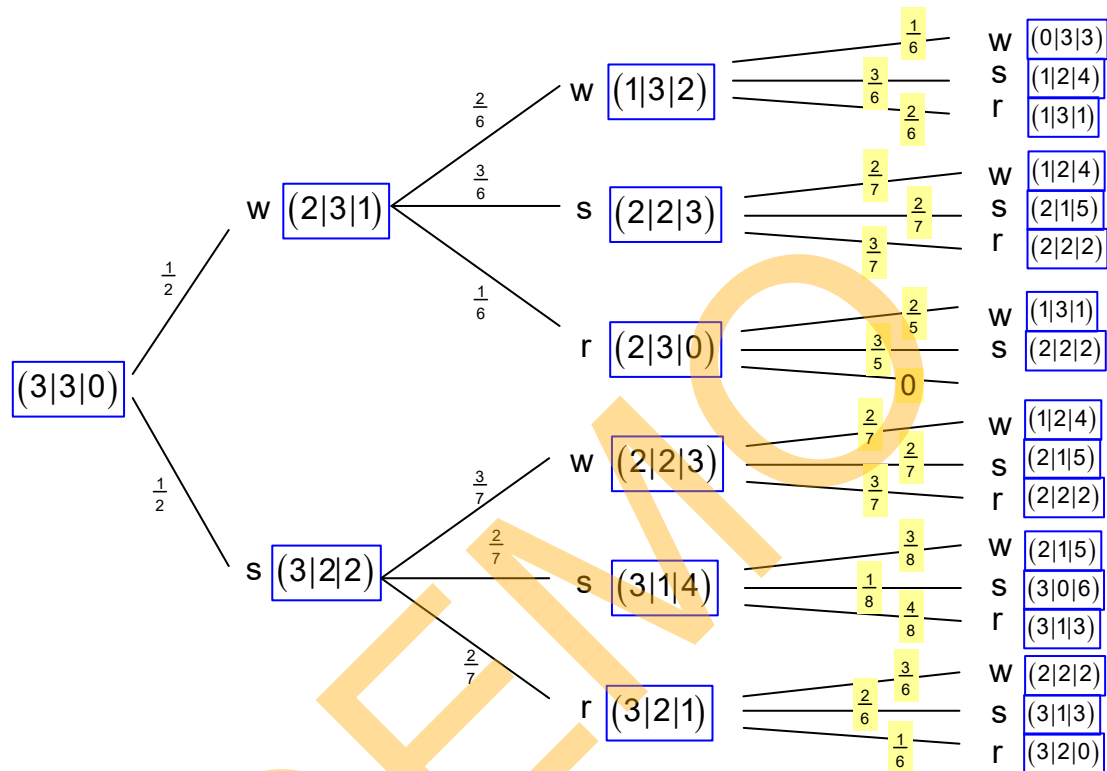 (3|3|0)
1/2
w (2|3|1)
1/2
s (3|2|2)
2/6
w (1|3|2)
3/6
s (2|2|3)
1/6
r (2|3|0)
3/7
w (2|2|3)
2/7
s (3|1|4)
2/7
r (3|2|1)
1/6
w (0|3|3)
3/6
s (1|2|4)
2/6
r (1|3|1)
2/7
w (1|2|4)
2/7
s (2|1|5)
3/7
r (2|2|2)
2/5
w (1|3|1)
3/5
s (2|2|2)
0
2/7
w (1|2|4)
2/7
s (2|1|5)
3/7
r (2|2|2)
3/8
w (2|1|5)
1/8
s (3|0|6)
4/8
r (3|1|3)
3/6
w (2|2|2)
2/6
s (3|1|3)
1/6
r (3|2|0)
EMO